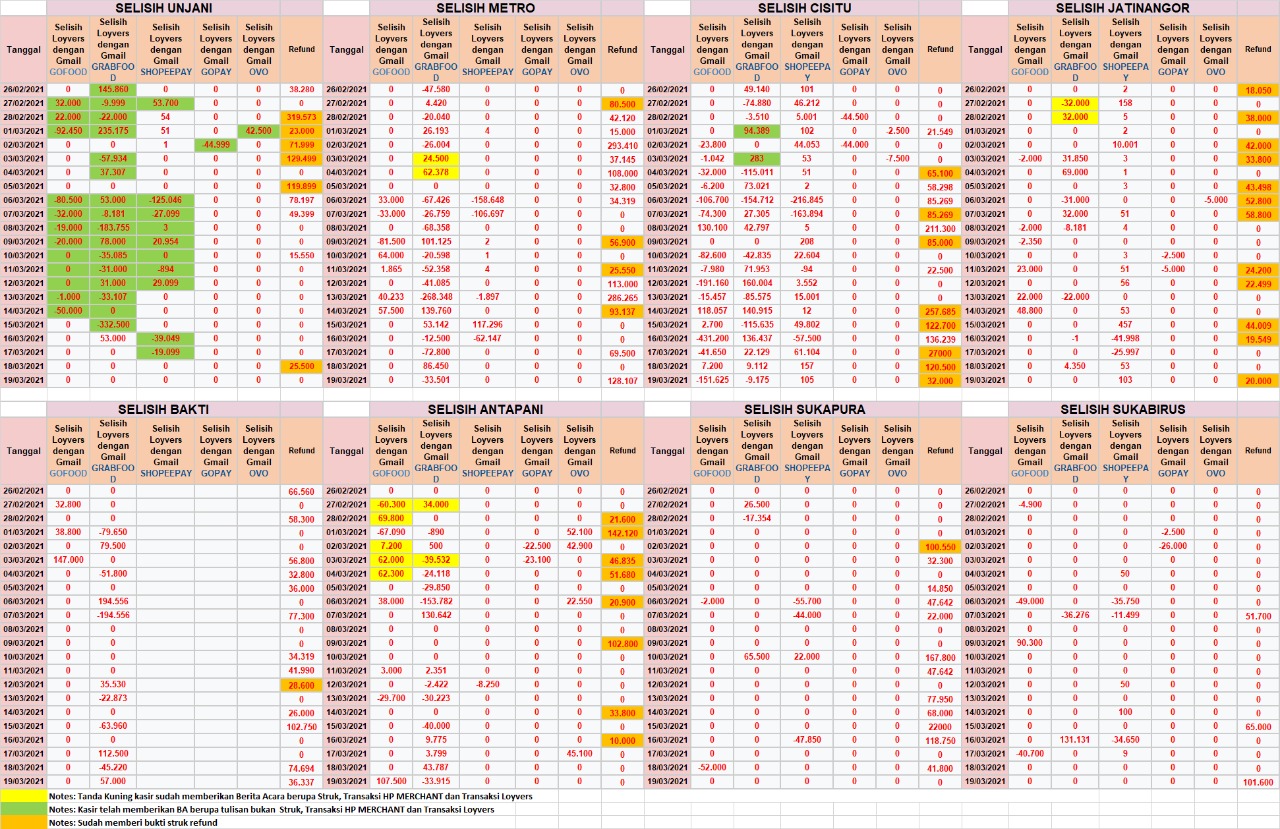 SELISIH UNJANI SELISIH METRO SELISIH CISITU SELISIH JATINANGOR
Tanggal Selisih Loyvers dengan Gmail GOFOOD Selisih Loyvers dengan Gmail GRABFOOD Selisih Loyvers dengan Gmail SHOPEEPAY Selisih Loyvers dengan Gmail GOPAY Selisih Loyvers dengan Gmail OVO Refund Tanggal Selisih Loyvers dengan Gmail GOFOOD Selisih Loyvers dengan Gmail GRABFOOD Selisih Loyvers dengan Gmail SHOPEEPAY Selisih Loyvers dengan Gmail GOPAY Selisih Loyvers dengan Gmail OVO Refund Tanggal Selisih Loyvers dengan Gmail GOFOOD Selisih Loyvers dengan Gmail GRABFOOD Selisih Loyvers dengan Gmail SHOPEEPAY Selisih Loyvers dengan Gmail GOPAY Selisih Loyvers dengan Gmail OVO Refund Tanggal Selisih Loyvers dengan Gmail GOFOOD Selisih Loyvers dengan Gmail GRABFOOD Selisih Loyvers dengan Gmail SHOPEEPAY Selisih Loyvers dengan Gmail GOPAY Selisih Loyvers dengan Gmail OVO Refund
26/02/2021 0 145.860 0 0 0 38.280 26/02/2021 0 -47.580 0 0 0 0 26/02/2021 0 49.140 101 0 0 0 26/02/2021 0 0 2 0 0 18.050
27/02/2021 32.000 -9.999 53.700 0 0 27/02/2021 0 4.420 0 0 0 80.500 27/02/2021 0 -74.880 46.212 0 0 0 27/02/2021 0 -32.000 158 0 0 0
28/02/2021 22.000 -22.000 54 0 0 319.573 28/02/2021 0 -20.040 0 0 0 42.120 28/02/2021 0 -3.510 5.001 -44.500 0 0 28/02/2021 0 32.000 5 0 0 38.000
01/03/2021 -92.450 235.175 51 0 42.500 23.000 01/03/2021 0 26.193 4 0 0 15.000 01/03/2021 0 94.389 102 0 -2.500 21.549 01/03/2021 0 0 2 0 0 0
02/03/2021 0 0 1 -44.999 0 71.999 02/03/2021 0 -26.004 0 0 0 293.410 02/03/2021 -23.800 0 44.053 -44.000 0 0 02/03/2021 0 0 10.001 0 0 42.000
03/03/2021 0 -57.934 0 0 0 129.499 03/03/2021 0 24.500 0 0 0 37.145 03/03/2021 -1.042 283 53 0 -7.500 0 03/03/2021 -2.000 31.850 3 0 0 33.800
04/03/2021 0 37.307 0 0 0 04/03/2021 0 62.378 0 0 0 108.000 04/03/2021 -32.000 -115.011 51 0 0 65.100 04/03/2021 0 69.000 1 0 0 0
05/03/2021 0 0 0 0 0 119.899 05/03/2021 0 0 0 0 0 32.800 05/03/2021 -6.200 73.021 2 0 0 58.298 05/03/2021 0 0 3 0 0 43.498
06/03/2021 -80.500 53.000 -125.046 0 0 78.197 06/03/2021 33.000 -67.426 -158.648 0 0 34.319 06/03/2021 -106.700 -154.712 -216.845 0 0 85.269 06/03/2021 0 -31.000 0 0 -5.000 52.800
07/03/2021 -32.000 -8.181 -27.099 0 0 49.399 07/03/2021 -33.000 -26.759 -106.697 0 0 0 07/03/2021 -74.300 27.305 -163.894 0 0 85.269 07/03/2021 0 32.000 51 0 0 58.800
08/03/2021 -19.000 -183.755 3 0 0 08/03/2021 0 -68.358 0 0 0 0 08/03/2021 130.100 42.797 5 0 0 211.300 08/03/2021 -2.000 -8.181 4 0 0 0
09/03/2021 -20.000 78.000 20.954 0 0 09/03/2021 -81.500 101.125 2 0 0 56.900 09/03/2021 0 0 208 0 0 85.000 09/03/2021 -2.350 0 0 0 0 0
10/03/2021 0 -35.085 0 0 0 15.550 10/03/2021 64.000 -20.598 1 0 0 0 10/03/2021 -82.600 -42.835 22.604 0 0 0 10/03/2021 0 0 3 -2.500 0 0
11/03/2021 0 -31.000 -894 0 0 11/03/2021 1.865 -52.358 4 0 0 25.550 11/03/2021 -7.980 71.953 -94 0 0 22.500 11/03/2021 23.000 0 51 -5.000 0 24.200
12/03/2021 0 31.000 29.099 0 0 12/03/2021 0 -41.085 0 0 0 113.000 12/03/2021 -191.160 160.004 3.552 0 0 0 12/03/2021 0 0 56 0 0 22.499
13/03/2021 -1.000 -33.107 0 0 0 13/03/2021 40.233 -268.348 -1.897 0 0 286.265 13/03/2021 -15.457 -85.575 15.001 0 0 0 13/03/2021 22.000 -22.000 0 0 0 0
14/03/2021 -50.000 0 0 0 0 14/03/2021 57.500 139.760 0 0 0 93.137 14/03/2021 118.057 140.915 12 0 0 257.685 14/03/2021 48.800 0 53 0 0 0
15/03/2021 0 -332.500 0 0 0 15/03/2021 0 53.142 117.296 0 0 0 15/03/2021 2.700 -115.635 49.802 0 0 122.700 15/03/2021 0 0 457 0 0 44.009
16/03/2021 0 53.000 -39.049 0 0 16/03/2021 0 -12.500 -62.147 0 0 0 16/03/2021 -431.200 136.437 -57.500 0 0 136.239 16/03/2021 0 -1 -41.998 0 0 19.549
17/03/2021 0 0 -19.099 0 0 17/03/2021 0 -72.800 0 0 0 69.500 17/03/2021 -41.650 22.129 61.104 0 0 27000 17/03/2021 0 0 -25.997 0 0 0
18/03/2021 0 0 0 0 0 25.500 18/03/2021 0 86.450 0 0 0 0 18/03/2021 7.200 9.112 157 0 0 120.500 18/03/2021 0 4.350 53 0 0 0
19/03/2021 0 0 0 0 0 19/03/2021 0 -33.501 0 0 0 128.107 19/03/2021 -151.625 -9.175 105 0 0 32.000 19/03/2021 0 0 103 0 0 20.000
SELISIH BAKTI SELISIH ANTAPANI SELISIH SUKAPURA SELISIH SUKABIRUS
Tanggal Selisih Loyvers dengan Gmail GOFOOD Selisih Loyvers dengan Gmail GRABFOOD Selisih Loyvers dengan Gmail SHOPEEPAY Selisih Loyvers dengan Gmail GOPAY Selisih Loyvers dengan Gmail OVO Refund Tanggal Selisih Loyvers dengan Gmail GOFOOD Selisih Loyvers dengan Gmail GRABFOOD Selisih Loyvers dengan Gmail SHOPEEPAY Selisih Loyvers dengan Gmail GOPAY Selisih Loyvers dengan Gmail OVO Refund Tanggal Selisih Loyvers dengan Gmail GOFOOD Selisih Loyvers dengan Gmail GRABFOOD Selisih Loyvers dengan Gmail SHOPEEPAY Selisih Loyvers dengan Gmail GOPAY Selisih Loyvers dengan Gmail OVO Refund Tanggal Selisih Loyvers dengan Gmail GOFOOD Selisih Loyvers dengan Gmail GRABFOOD Selisih Loyvers dengan Gmail SHOPEEPAY Selisih Loyvers dengan Gmail GOPAY Selisih Loyvers dengan Gmail OVO Refund
26/02/2021 0 0 66.560 26/02/2021 0 0 0 0 0 0 26/02/2021 0 0 0 0 0 0 26/02/2021 0 0 0 0 0 0
27/02/2021 32.800 0 0 27/02/2021 -60.300 34.000 0 0 0 0 27/02/2021 0 26.500 0 0 0 0 27/02/2021 -4.900 0 0 0 0 0
28/02/2021 0 0 58.300 28/02/2021 69.800 0 0 0 0 21.600 28/02/2021 0 -17.354 0 0 0 0 28/02/2021 0 0 0 0 0 0
01/03/2021 38.800 -79.650 0 01/03/2021 -67.090 -890 0 0 52.100 142.120 01/03/2021 0 0 0 0 0 0 01/03/2021 0 0 0 -2.500 0 0
02/03/2021 0 79.500 0 02/03/2021 7.200 500 0 -22.500 42.900 0 02/03/2021 0 0 0 0 0 100.550 02/03/2021 0 0 0 -26.000 0 0
03/03/2021 147.000 0 56.800 03/03/2021 62.000 -39.532 0 -23.100 0 46.835 03/03/2021 0 0 0 0 0 32.300 03/03/2021 0 0 0 0 0 0
04/03/2021 0 -51.800 32.800 04/03/2021 62.300 -24.118 0 0 0 51.680 04/03/2021 0 0 0 0 0 0 04/03/2021 0 0 50 0 0 0
05/03/2021 0 0 36.000 05/03/2021 0 -29.850 0 0 0 0 05/03/2021 0 0 0 0 0 14.850 05/03/2021 0 0 0 0 0 0
06/03/2021 0 194.556 0 06/03/2021 38.000 -153.782 0 0 22.550 20.900 06/03/2021 -2.000 0 -55.700 0 0 47.642 06/03/2021 -49.000 0 -35.750 0 0 0
07/03/2021 0 -194.556 77.300 07/03/2021 0 130.642 0 0 0 0 07/03/2021 0 0 -44.000 0 0 22.000 07/03/2021 0 -36.276 -11.499 0 0 51.700
08/03/2021 0 0 0 08/03/2021 0 0 0 0 0 0 08/03/2021 0 0 0 0 0 0 08/03/2021 0 0 0 0 0 0
09/03/2021 0 0 0 09/03/2021 0 0 0 0 0 102.800 09/03/2021 0 0 0 0 0 0 09/03/2021 90.300 0 0 0 0 0
10/03/2021 0 0 34.319 10/03/2021 0 0 0 0 0 0 10/03/2021 0 65.500 22.000 0 0 167.800 10/03/2021 0 0 0 0 0 0
11/03/2021 0 0 41.990 11/03/2021 3.000 2.351 0 0 0 0 11/03/2021 0 0 0 0 0 47.642 11/03/2021 0 0 0 0 0 0
12/03/2021 0 35.530 28.600 12/03/2021 0 -2.422 -8.250 0 0 0 12/03/2021 0 0 0 0 0 0 12/03/2021 0 0 50 0 0 0
13/03/2021 0 -22.873 0 13/03/2021 -29.700 -30.223 0 0 0 0 13/03/2021 0 0 0 0 0 77.950 13/03/2021 0 0 0 0 0 0
14/03/2021 0 0 26.000 14/03/2021 0 0 0 0 0 33.800 14/03/2021 0 0 0 0 0 68.000 14/03/2021 0 0 100 0 0 0
15/03/2021 0 -63.960 102.750 15/03/2021 0 -40.000 0 0 0 0 15/03/2021 0 0 0 0 0 22000 15/03/2021 0 0 0 0 0 65.000
16/03/2021 0 0 0 16/03/2021 0 9.775 0 0 0 10.000 16/03/2021 0 0 -47.850 0 0 118.750 16/03/2021 0 131.131 -34.650 0 0 0
17/03/2021 0 112.500 0 17/03/2021 0 3.799 0 0 45.100 0 17/03/2021 0 0 0 0 0 0 17/03/2021 -40.700 0 9 0 0 0
18/03/2021 0 -45.220 74.694 18/03/2021 0 43.787 0 0 0 0 18/03/2021 -52.000 0 0 0 0 41.800 18/03/2021 0 0 0 0 0 0
19/03/2021 0 57.000 36.337 19/03/2021 107.500 -33.915 0 0 0 0 19/03/2021 0 0 0 0 0 0 19/03/2021 0 0 0 0 0 101.600
Notes: Tanda Kuning kasir sudah memberikan Berita Acara berupa Struk, Transaksi HP MERCHANT dan Transaksi Loyvers
Notes: Kasir telah memberikan BA berupa tulisan bukan Struk, Transaksi HP MERCHANT dan Transaksi Loyvers
Notes: Sudah memberi bukti struk refund